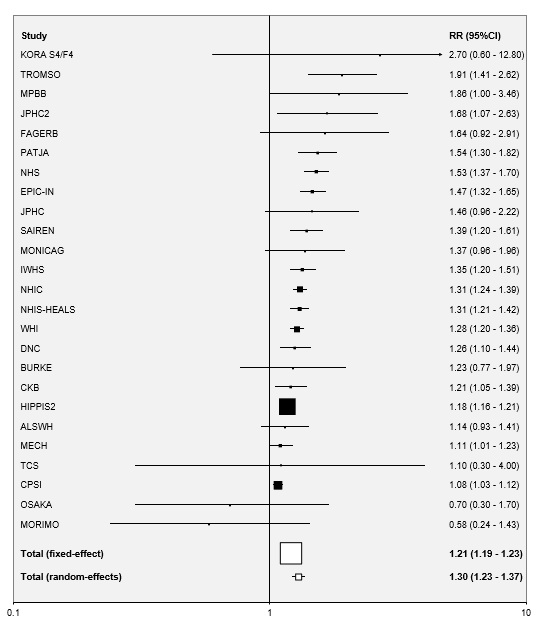 Study RR (95%CI)
KORA S4/F4 2.70 (0.60 - 12.80)
TROMSO 1.91 (1.41 - 2.62)
MPBB 1.86 (1.00 - 3.46)
JPHC2 1.68 (1.07 - 2.63)
FAGERB 1.64 (0.92 - 2.91)
PATJA 1.54 (1.30 - 1.82)
NHS 1.53 (1.37 - 1.70)
EPIC-IN 1.47 (1.32 - 1.65)
JPHC 1.46 (0.96 - 2.22)
SAIREN 1.39 (1.20 - 1.61)
MONICAG 1.37 (0.96 - 1.96)
IWHS 1.35 (1.20 - 1.51)
NHIC 1.31 (1.24 - 1.39)
NHIS-HEALS 1.31 (1.21 - 1.42)
WHI 1.28 (1.20 - 1.36)
DNC 1.26 (1.10 - 1.44)
BURKE 1.23 (0.77 - 1.97)
CKB 1.21 (1.05 - 1.39)
HIPPIS2 1.18 (1.16 - 1.21)
ALSWH 1.14 (0.93 - 1.41)
MECH 1.11 (1.01 - 1.23)
TCS 1.10 (0.30 - 4.00)
CPSI 1.08 (1.03 - 1.12)
OSAKA 0.70 (0.30 - 1.70)
MORIMO 0.58 (0.24 - 1.43)
Total (fixed-effect) 1.21 (1.19 - 1.23)
Total (random-effects) 1.30 (1.23 - 1.37)
0.1 1 10